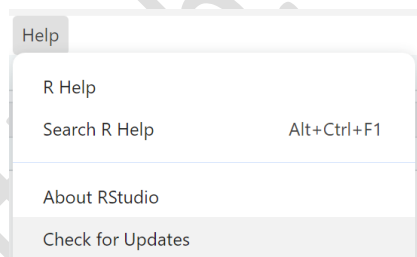 Help
R Help
Search R Help Alt+Ctrl+F1
About RStudio
Check for Updates